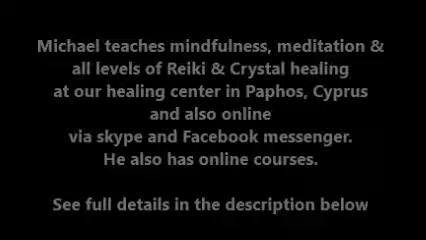 Michael teaches mindfulness, meditation &
all levels of Reiki & Crystal healing
at our healing center in Paphos, Cyprus
and also online
via skype and Facebook messenger.
He also has online courses.
See full details in the description below